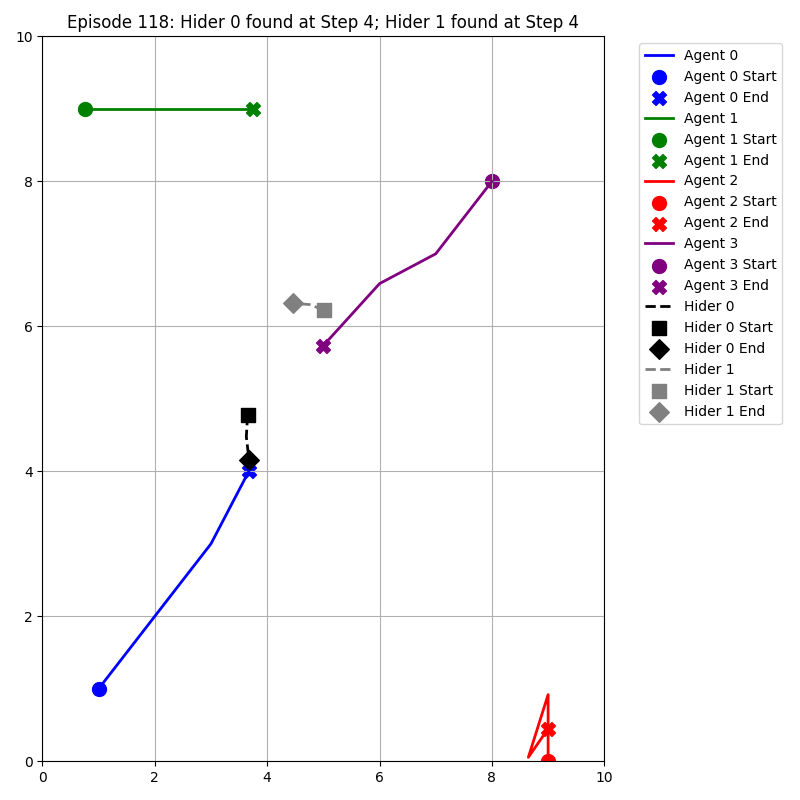 Episode 118: Hider 0 found at Step 4; Hider 1 found at Step 4
10
8
6
4
2
0
0 2 4 6 8 10
Agent 0
Agent 0 Start
Agent 0 End
Agent 1
Agent 1 Start
Agent 1 End
Agent 2
Agent 2 Start
Agent 2 End
Agent 3
Agent 3 Start
Agent 3 End
Hider 0
Hider 0 Start
Hider 0 End
Hider 1
Hider 1 Start
Hider 1 End